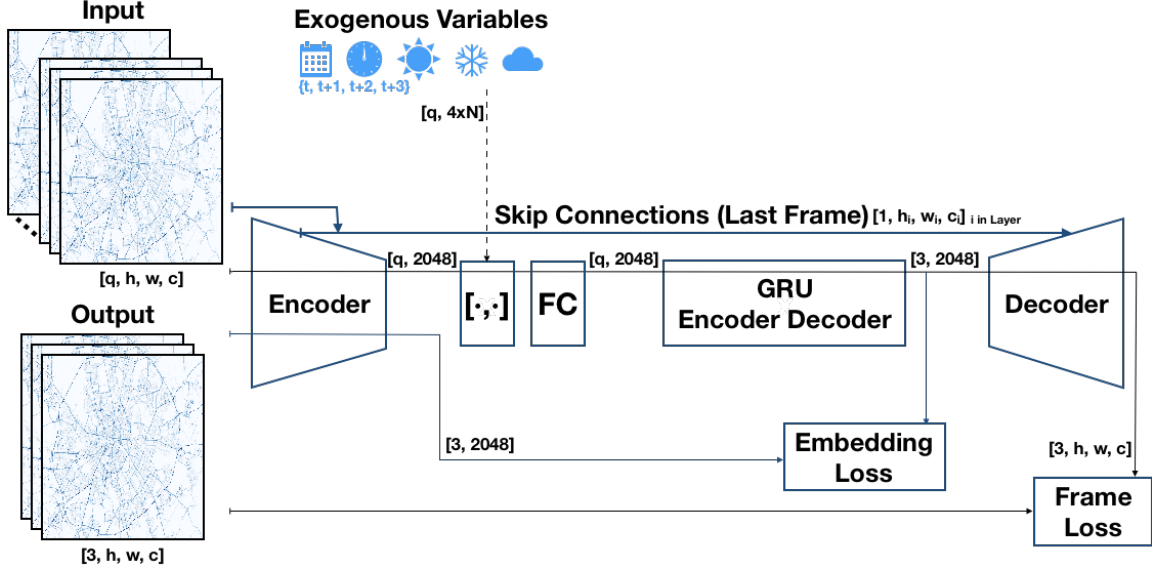 Input
Exogenous Variables
{t, t+1, t+2, t+3}
[q, 4xN]
Skip Connections (Last Frame) [1, hᵢ, wᵢ, cᵢ] i in Layer
[q, h, w, c]
[q, 2048]
[q, 2048]
[3, 2048]
Encoder
[·,·]
FC
GRU
Encoder Decoder
Decoder
Output
[3, 2048]
Embedding
Loss
[3, h, w, c]
Frame
Loss
[3, h, w, c]